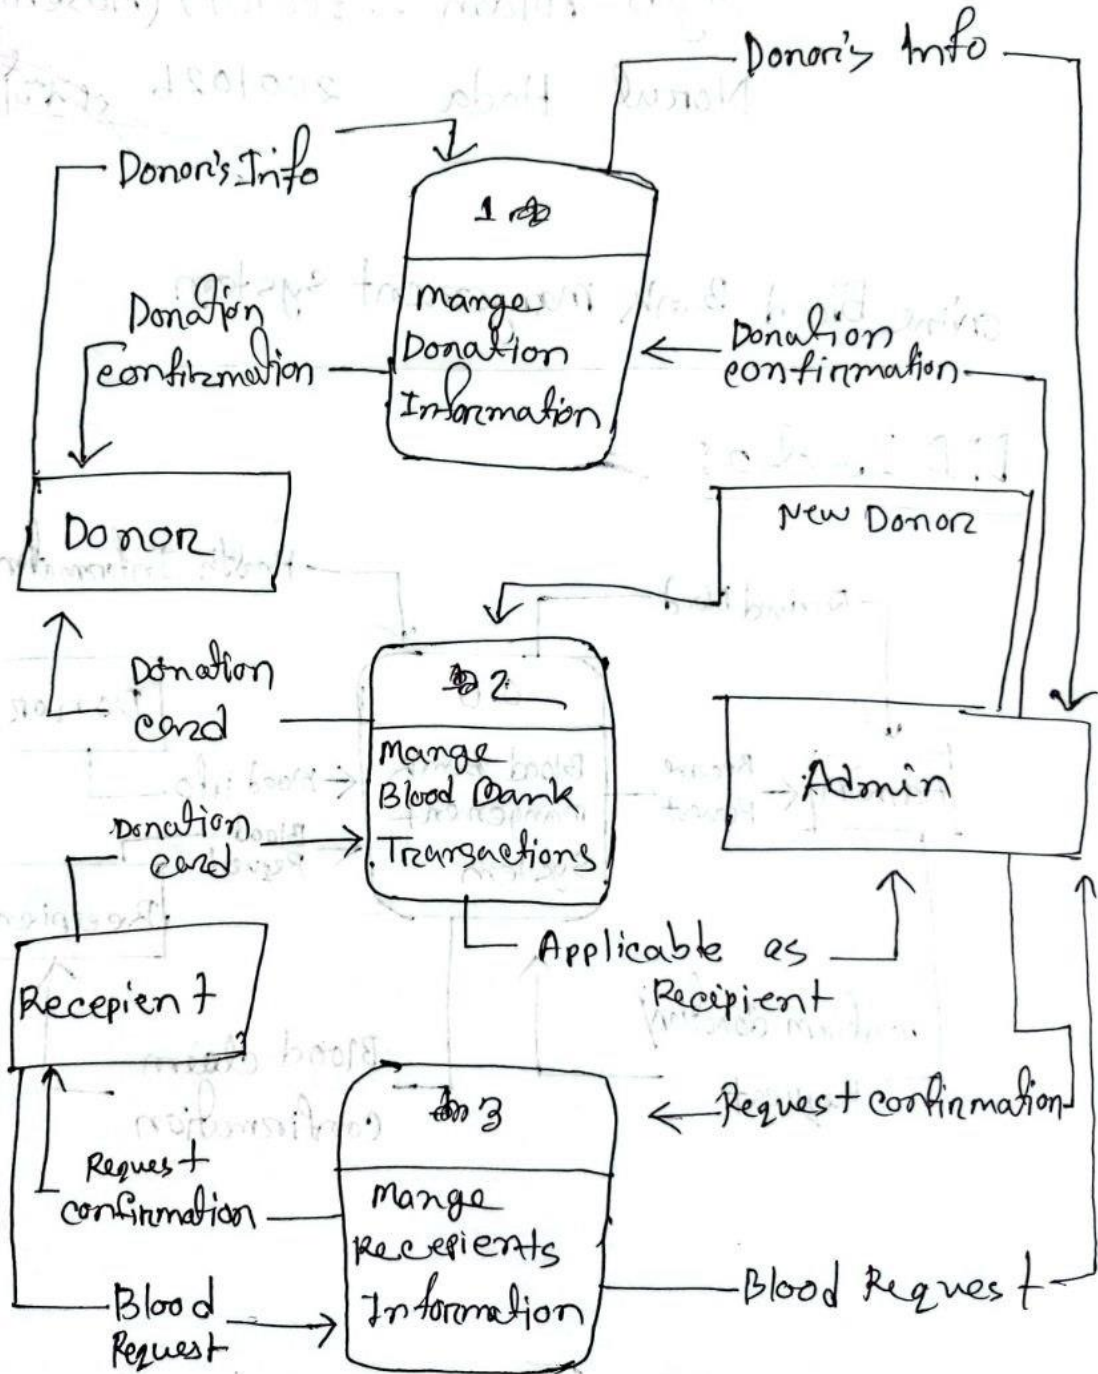 Donor's Info
Donor's Info
1
Mange
Donation
Information
Donation
confirmation
Donation
confirmation
Donor
New Donor
Donation
card
2
Mange
Blood Bank
Transactions
Admin
Donation
card
Applicable as
Recipient
Recepient
3
Mange
Recepients
Information
Request confirmation
Request
confirmation
Blood Request
Blood
Request